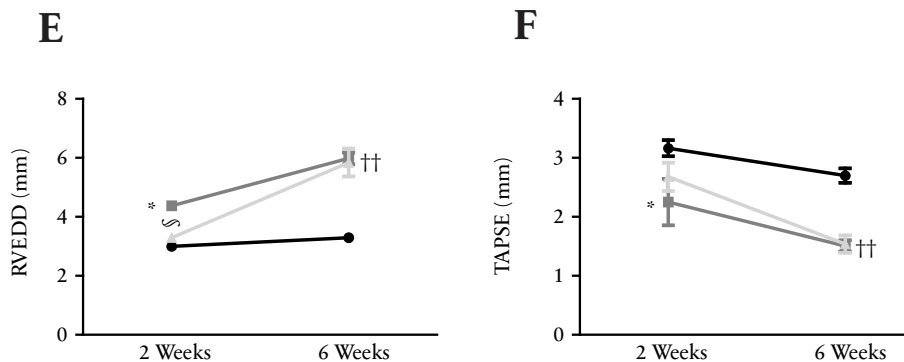 E
RVEDD (mm)
8
6
4
2
0
*
§
††
2 Weeks
6 Weeks
F
TAPSE (mm)
4
3
2
1
0
*
††
2 Weeks
6 Weeks